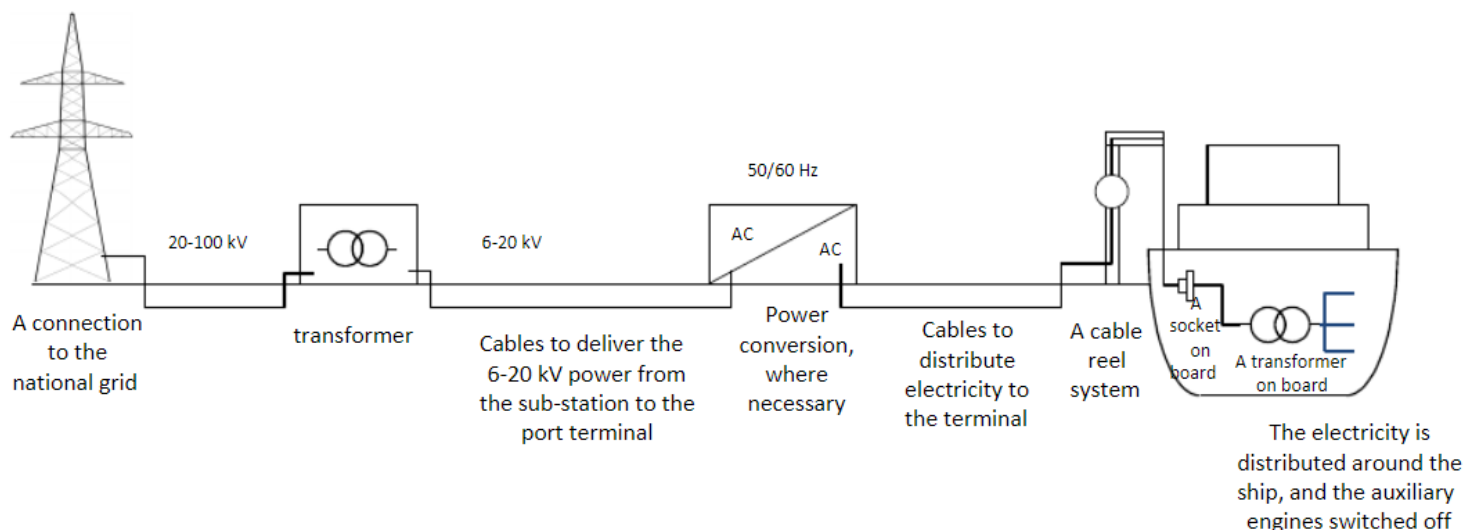 50/60 Hz
20-100 kV
6-20 kV
AC
AC
A connection
to the
national grid
transformer
Cables to deliver the
6-20 kV power from
the sub-station to the
port terminal
Power
conversion,
where
necessary
Cables to
distribute
electricity to
the terminal
A cable
reel
system
A
socket
on
board
A transformer
on board
The electricity is
distributed around the
ship, and the auxiliary
engines switched off